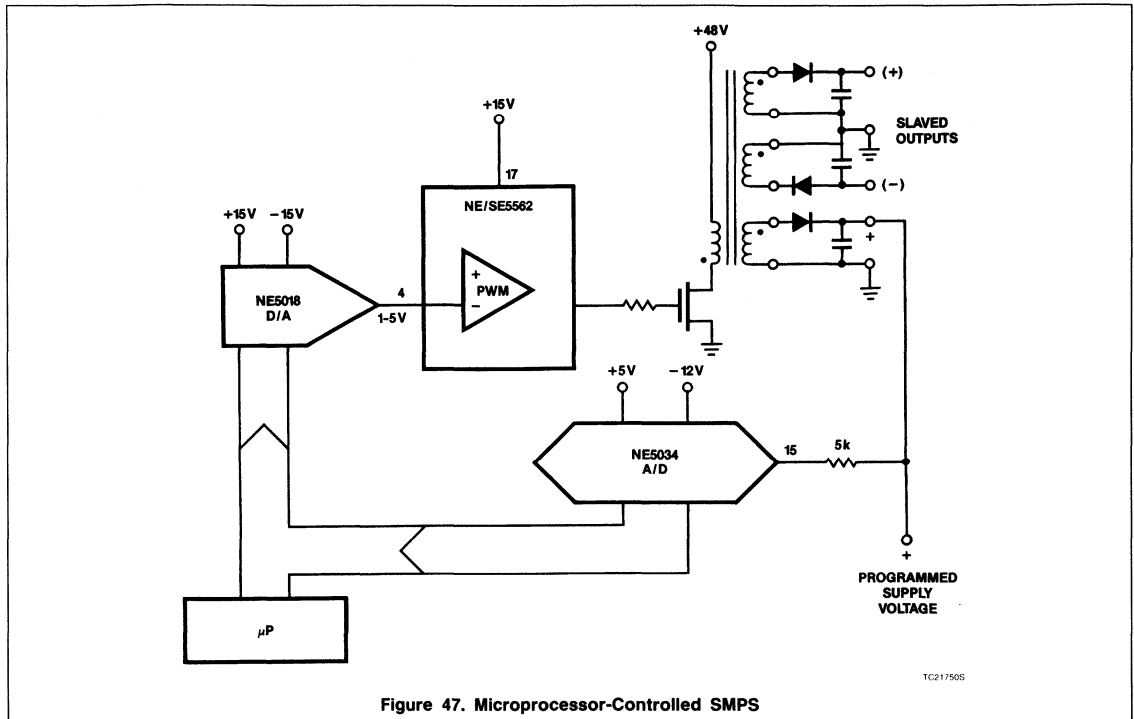 +48V
(+)
SLAVED
OUTPUTS
(−)
+
+15V
17
NE/SE5562
+
PWM
−
+15V −15V
NE5018
D/A
4
1–5V
+5V −12V
NE5034
A/D
15
5k
+
PROGRAMMED
SUPPLY
VOLTAGE
μP
TC21750S
Figure 47. Microprocessor-Controlled SMPS